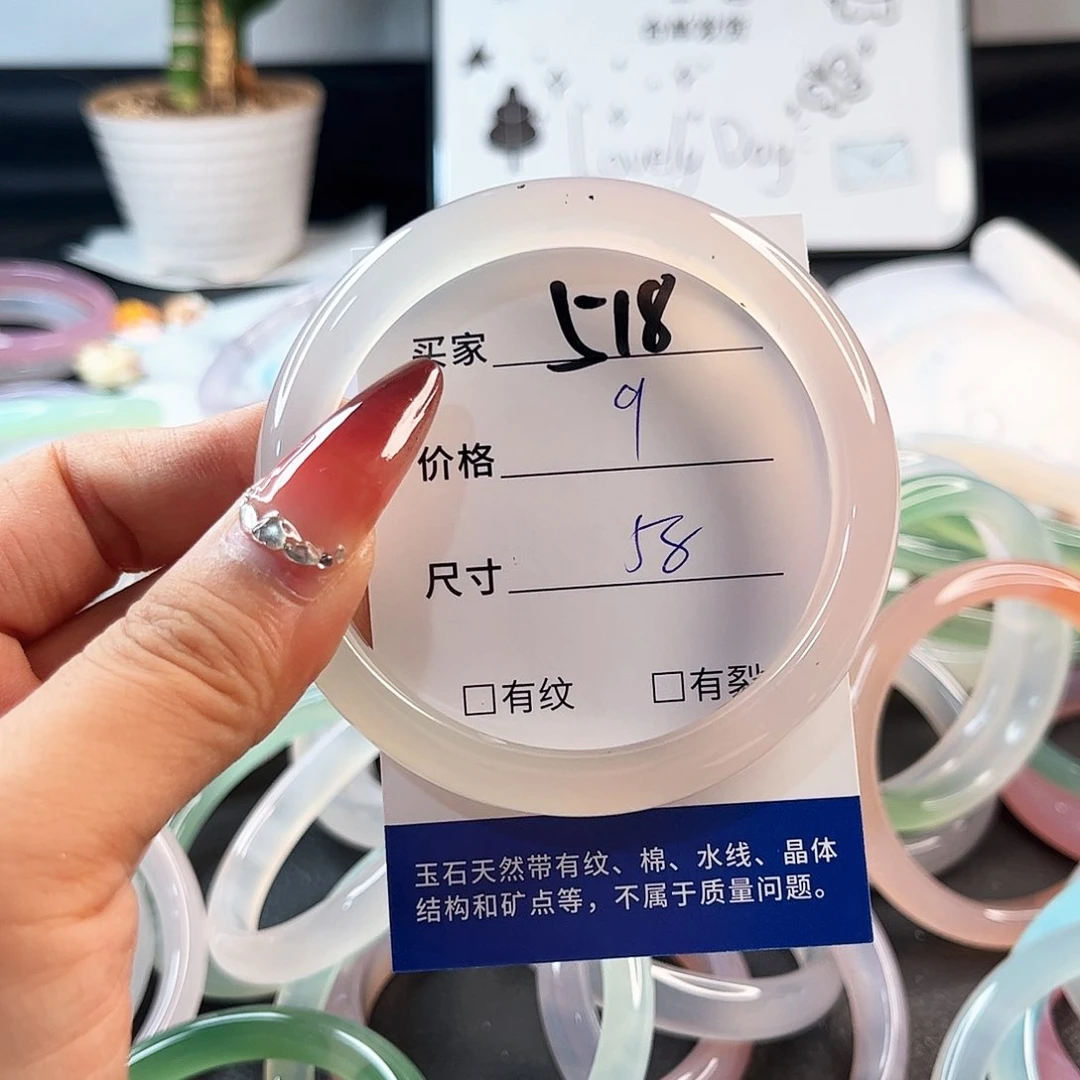 Lovely Day
买家 518
价格 9
尺寸 58
□有纹 □有裂
玉石天然带有纹、棉、水线、晶体
结构和矿点等，不属于质量问题。